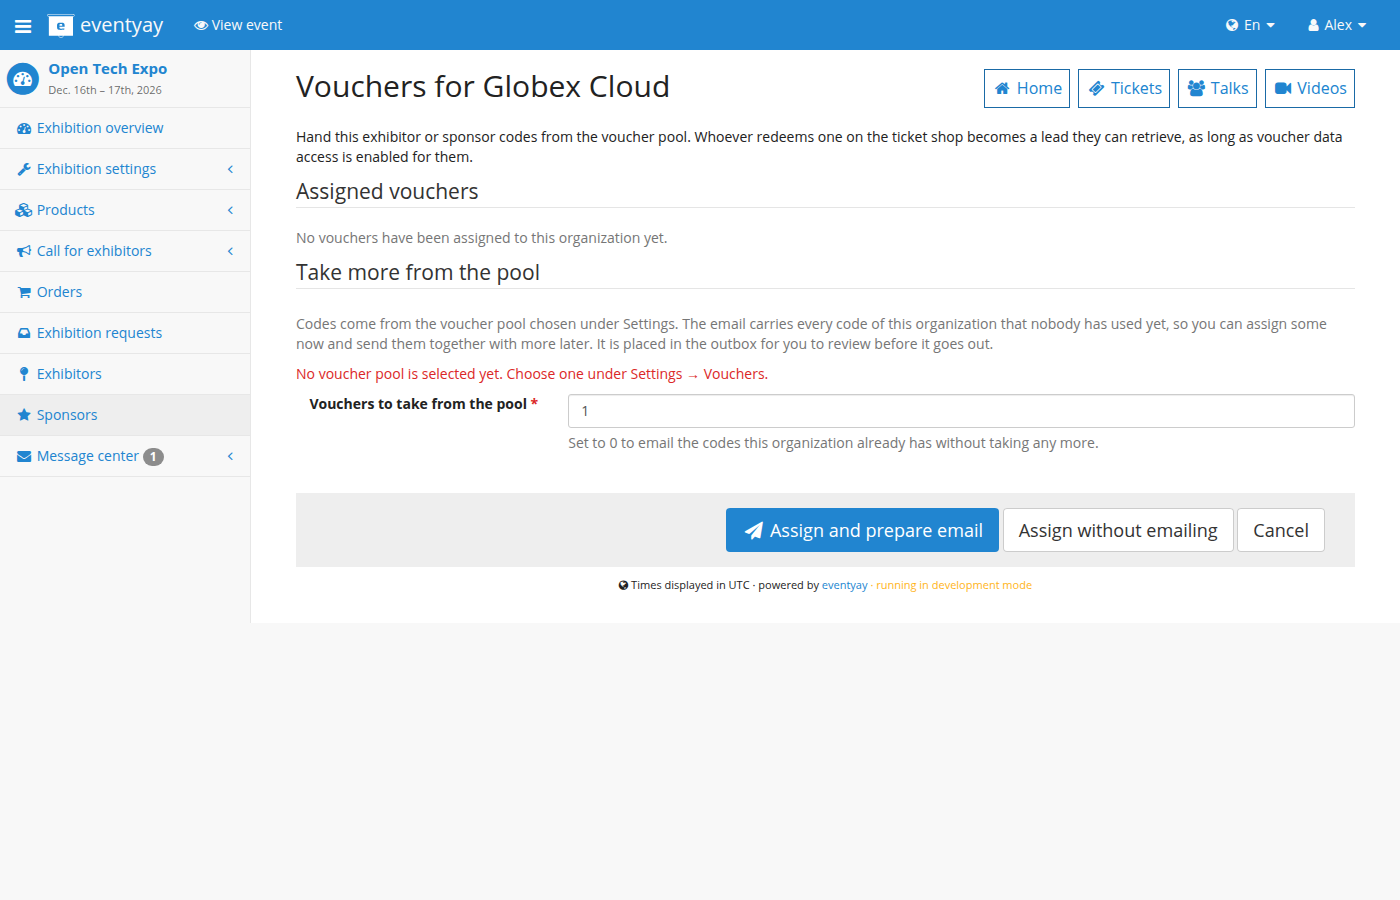 eventyay
View event
En
Alex
Open Tech Expo
Dec. 16th – 17th, 2026
Exhibition overview
Exhibition settings
Products
Call for exhibitors
Orders
Exhibition requests
Exhibitors
Sponsors
Message center 1
Vouchers for Globex Cloud
Home
Tickets
Talks
Videos
Hand this exhibitor or sponsor codes from the voucher pool. Whoever redeems one on the ticket shop becomes a lead they can retrieve, as long as voucher data
access is enabled for them.
Assigned vouchers
No vouchers have been assigned to this organization yet.
Take more from the pool
Codes come from the voucher pool chosen under Settings. The email carries every code of this organization that nobody has used yet, so you can assign some
now and send them together with more later. It is placed in the outbox for you to review before it goes out.
No voucher pool is selected yet. Choose one under Settings → Vouchers.
Vouchers to take from the pool *
1
Set to 0 to email the codes this organization already has without taking any more.
Assign and prepare email
Assign without emailing
Cancel
Times displayed in UTC · powered by eventyay · running in development mode